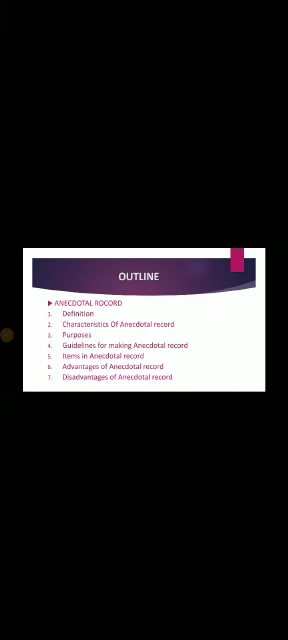 OUTLINE
▶ ANECDOTAL ROCORD
1. Definition
2. Characteristics Of Anecdotal record
3. Purposes
4. Guidelines for making Anecdotal record
5. Items in Anecdotal record
6. Advantages of Anecdotal record
7. Disadvantages of Anecdotal record